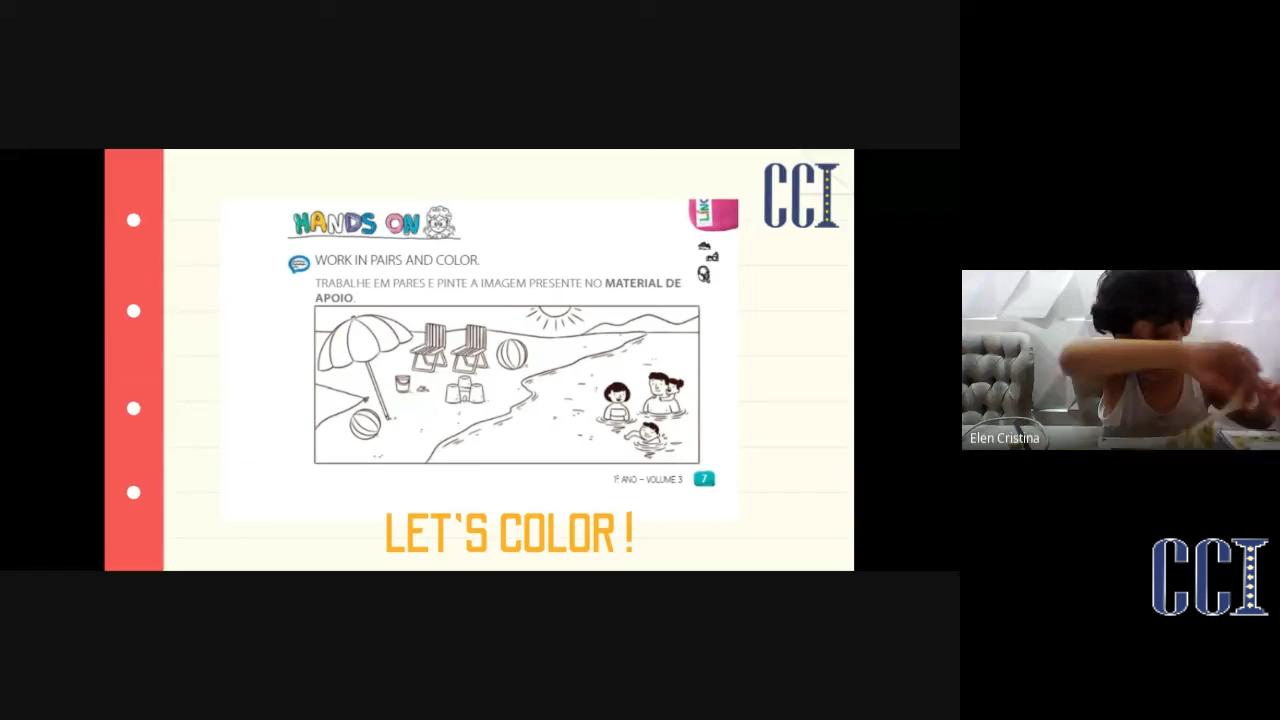 CCI
HANDS ON
LÍNG
WORK IN PAIRS AND COLOR.
TRABALHE EM PARES E PINTE A IMAGEM PRESENTE NO MATERIAL DE
APOIO.
1º ANO – VOLUME 3 7
LET'S COLOR!
Elen Cristina
CCI